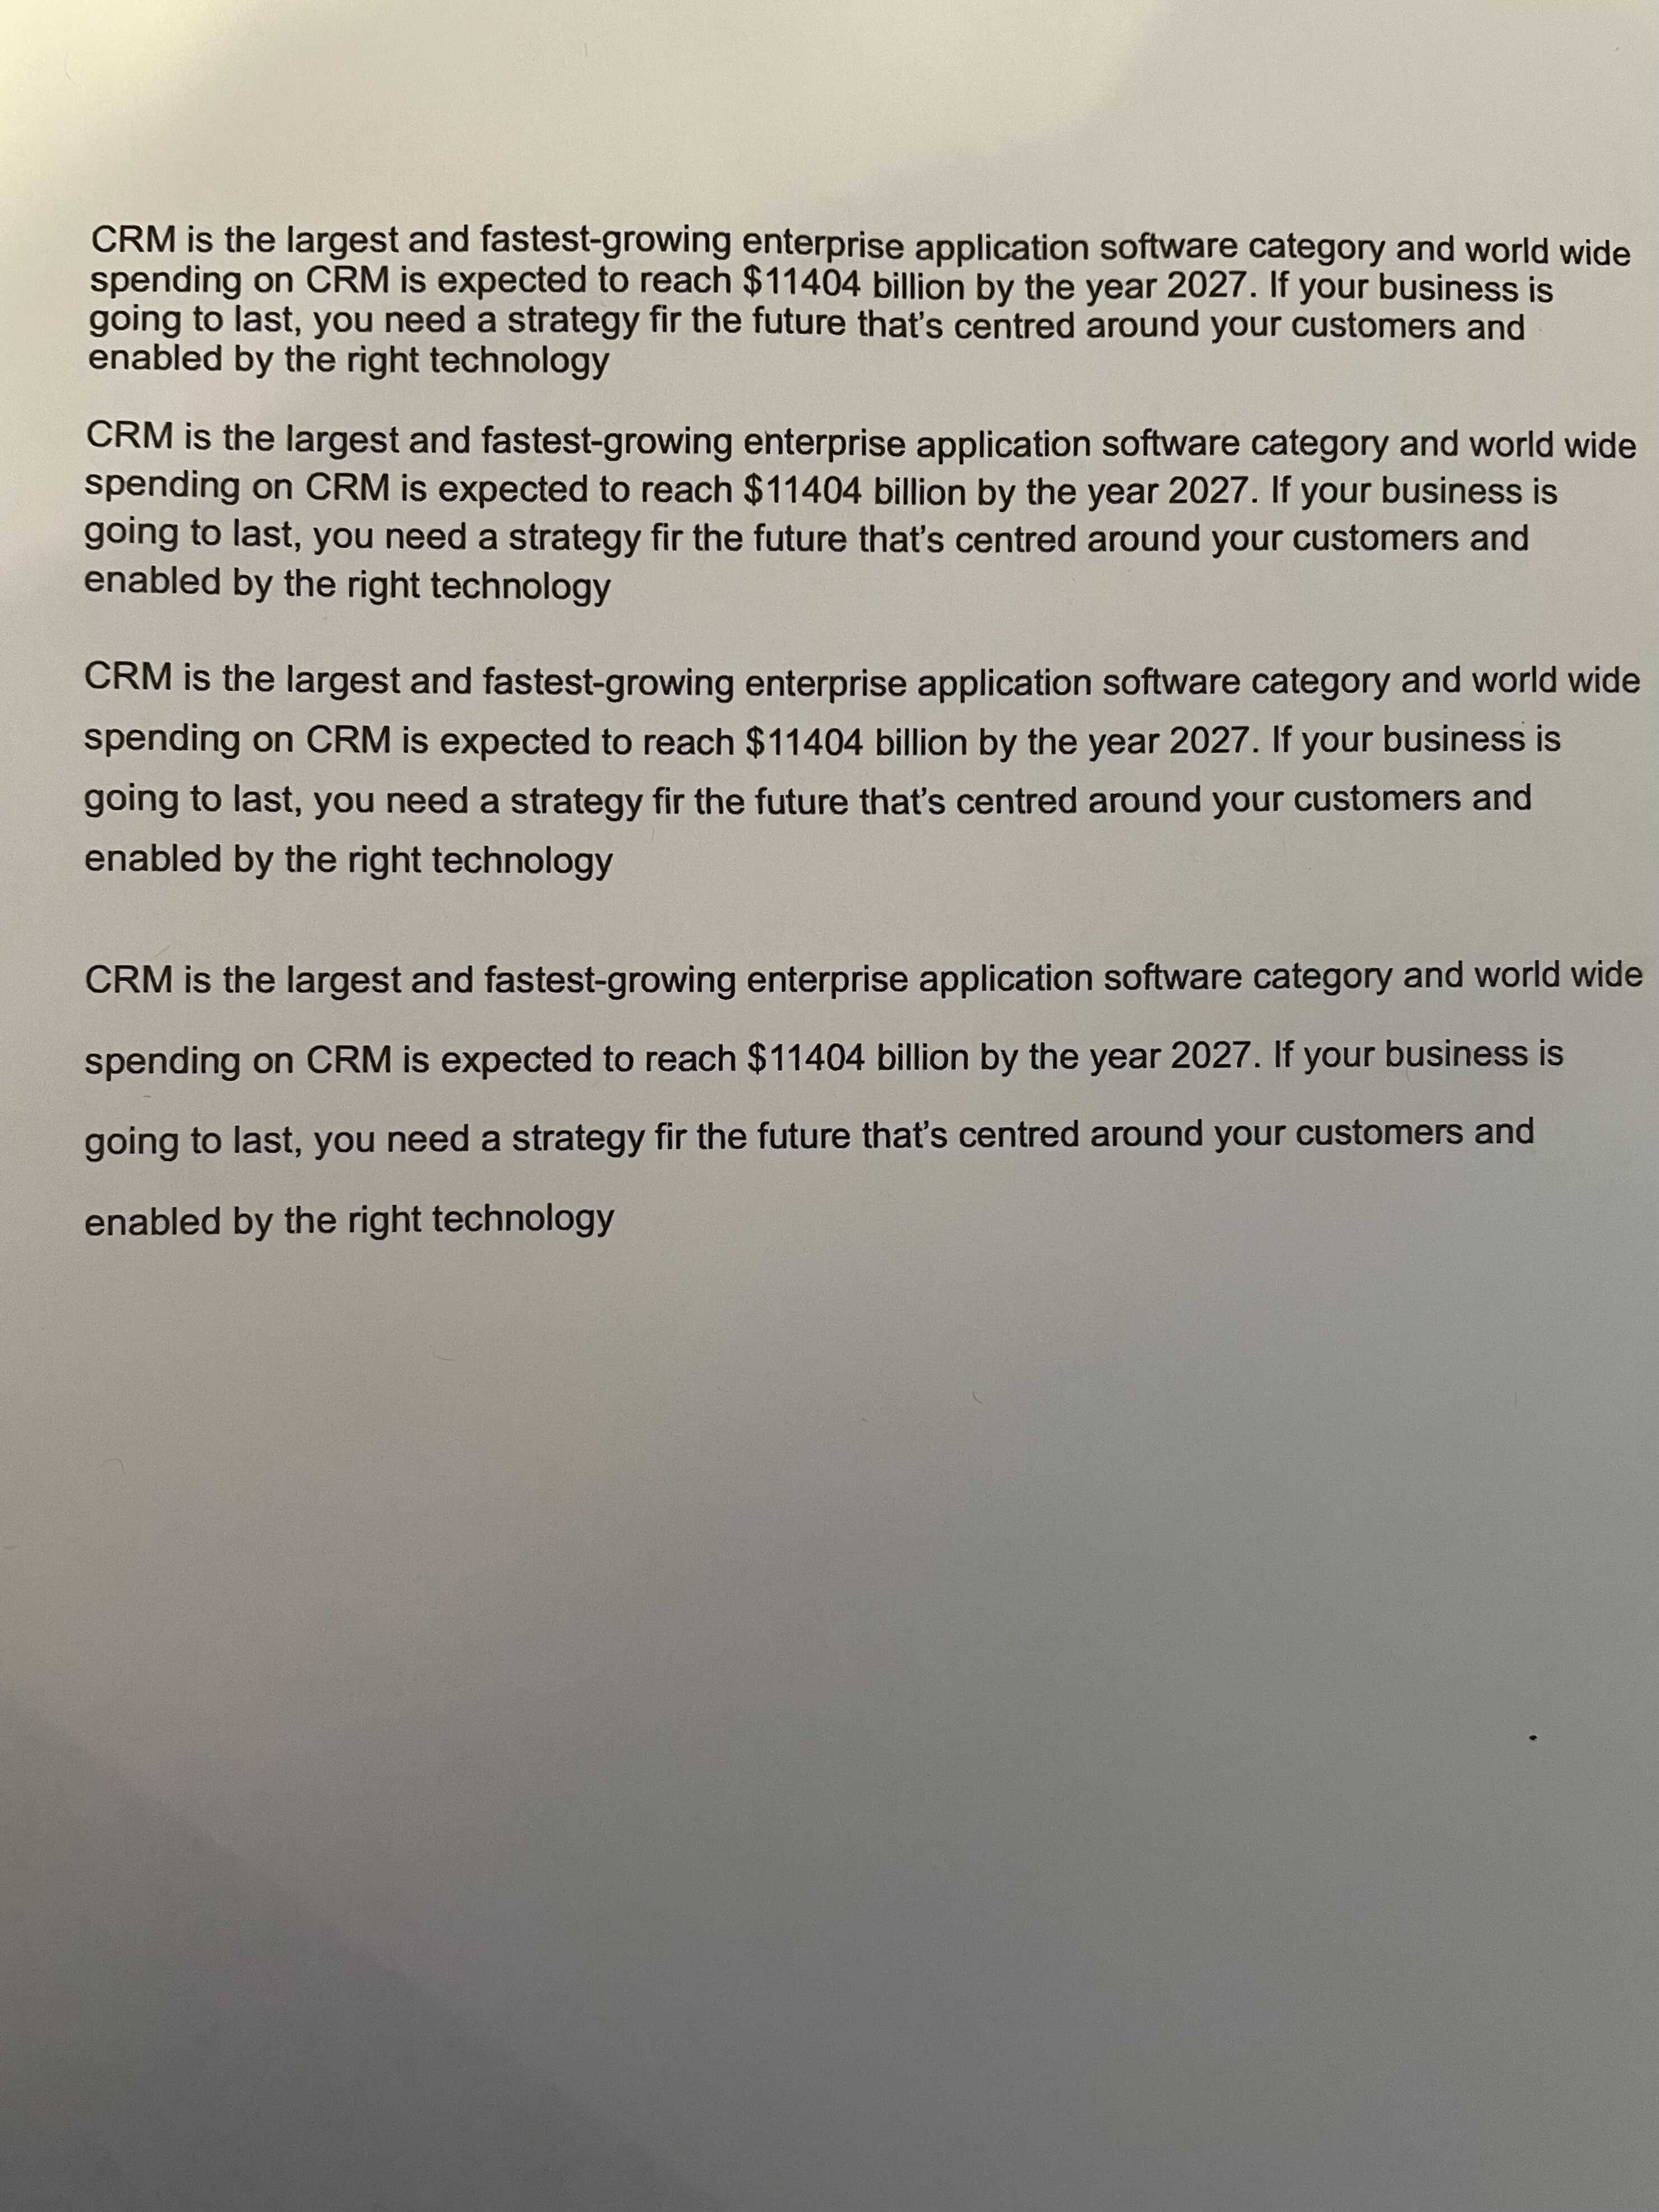 CRM is the largest and fastest-growing enterprise application software category and world wide
spending on CRM is expected to reach $11404 billion by the year 2027. If your business is
going to last, you need a strategy fir the future that's centred around your customers and
enabled by the right technology
CRM is the largest and fastest-growing enterprise application software category and world wide
spending on CRM is expected to reach $11404 billion by the year 2027. If your business is
going to last, you need a strategy fir the future that's centred around your customers and
enabled by the right technology
CRM is the largest and fastest-growing enterprise application software category and world wide
spending on CRM is expected to reach $11404 billion by the year 2027. If your business is
going to last, you need a strategy fir the future that's centred around your customers and
enabled by the right technology
CRM is the largest and fastest-growing enterprise application software category and world wide
spending on CRM is expected to reach $11404 billion by the year 2027. If your business is
going to last, you need a strategy fir the future that's centred around your customers and
enabled by the right technology